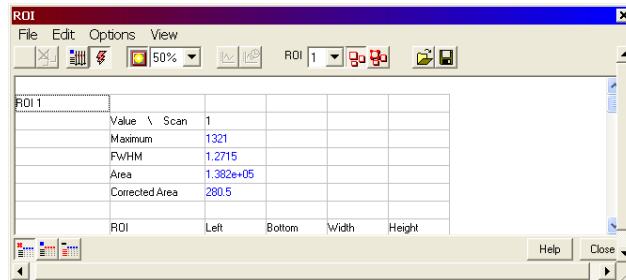 ROI
File Edit Options View
50% ROI 1
ROI 1
Value \ Scan 1
Maximum 1321
FWHM 1.2715
Area 1.382e+05
Corrected Area 280.5
ROI Left Bottom Width Height
Help Close